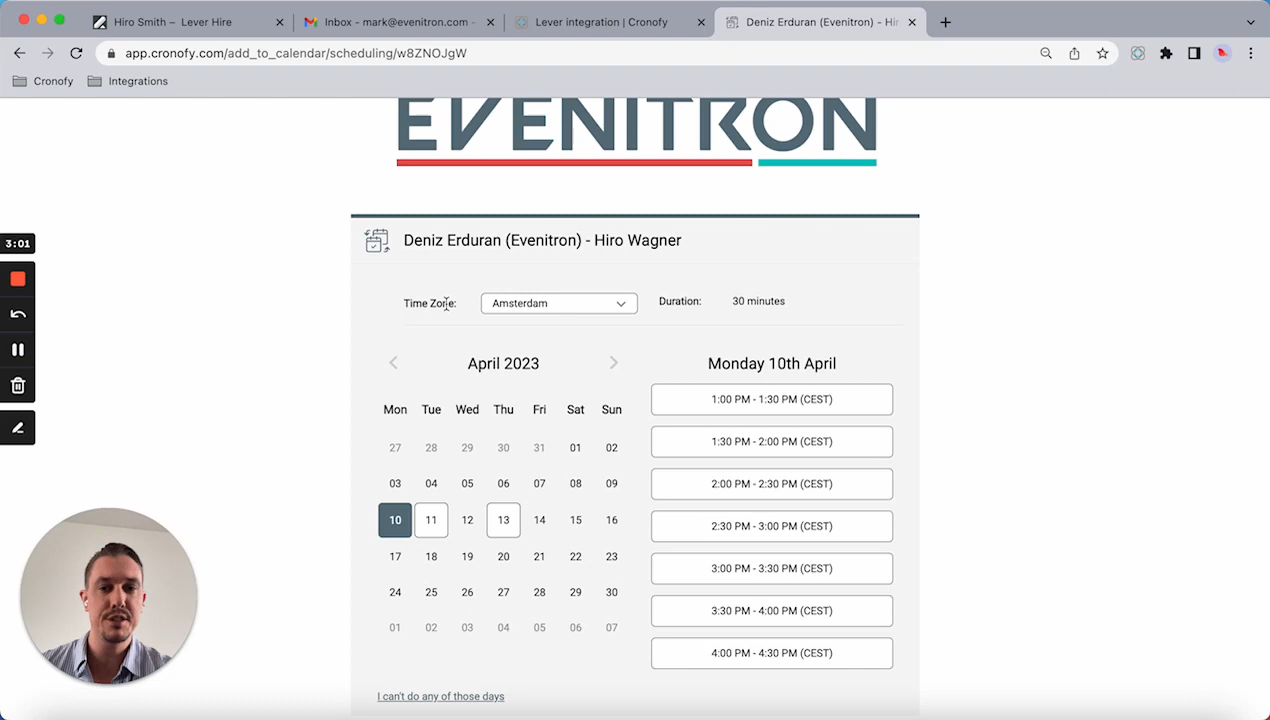 Hiro Smith – Lever Hire
Inbox - mark@evenitron.com -
Lever integration | Cronofy
Deniz Erduran (Evenitron) - Hir
app.cronofy.com/add_to_calendar/scheduling/w8ZNOJgW
Cronofy
Integrations
EVENITRON
3:01
Deniz Erduran (Evenitron) - Hiro Wagner
Time Zone: Amsterdam Duration: 30 minutes
April 2023
Mon Tue Wed Thu Fri Sat Sun
27 28 29 30 31 01 02
03 04 05 06 07 08 09
10 11 12 13 14 15 16
17 18 19 20 21 22 23
24 25 26 27 28 29 30
01 02 03 04 05 06 07
Monday 10th April
1:00 PM - 1:30 PM (CEST)
1:30 PM - 2:00 PM (CEST)
2:00 PM - 2:30 PM (CEST)
2:30 PM - 3:00 PM (CEST)
3:00 PM - 3:30 PM (CEST)
3:30 PM - 4:00 PM (CEST)
4:00 PM - 4:30 PM (CEST)
I can't do any of those days